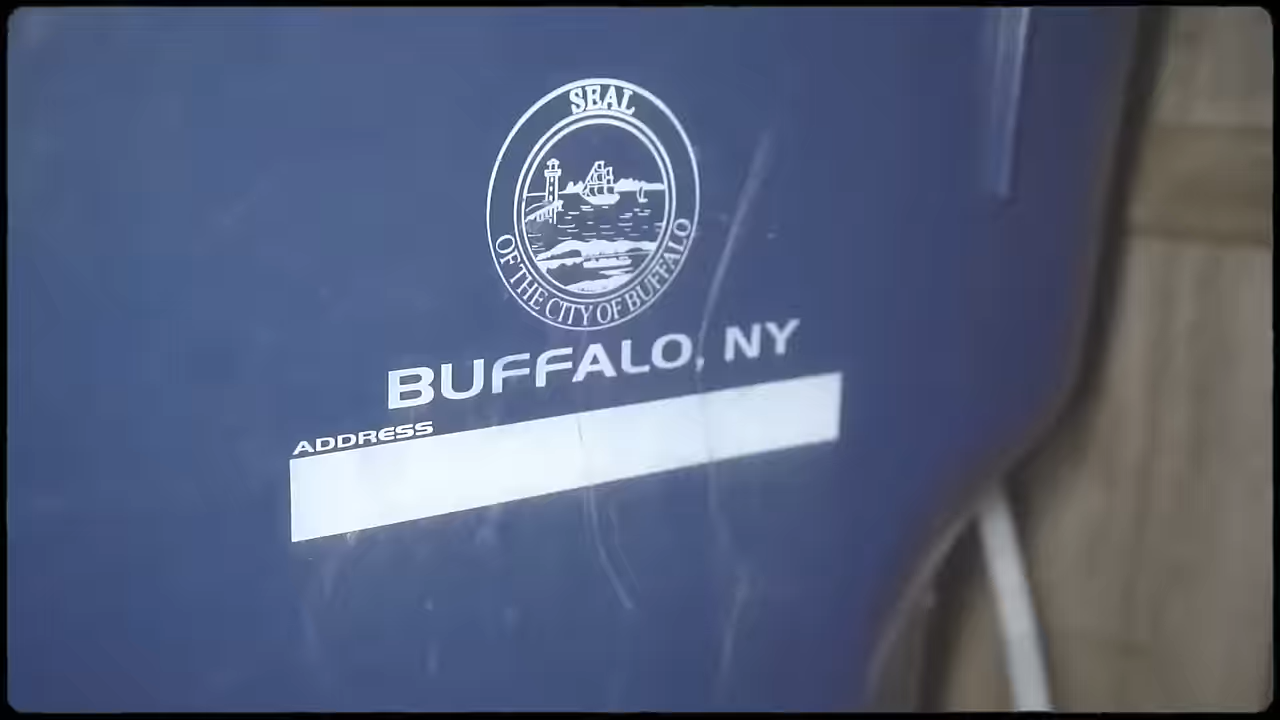 SEAL
OF THE CITY OF BUFFALO
BUFFALO, NY
ADDRESS